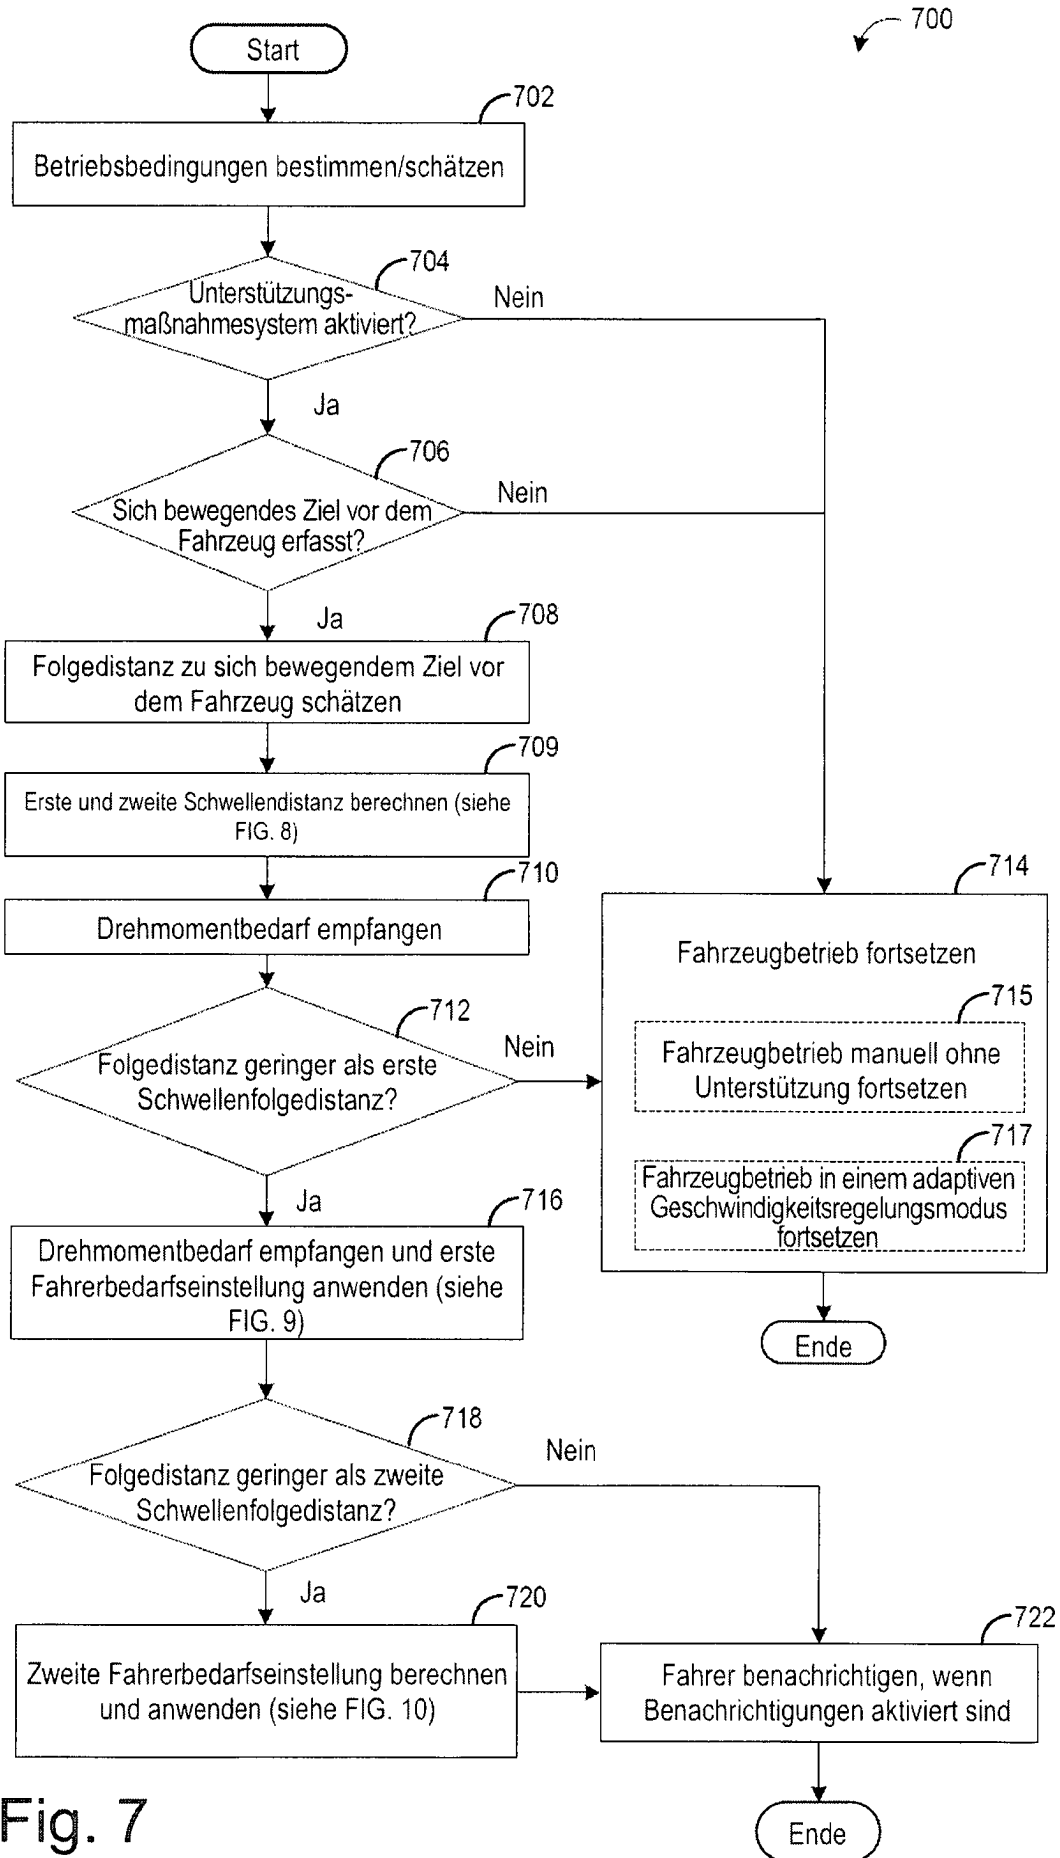 700
Start
702
Betriebsbedingungen bestimmen/schätzen
704
Unterstützungs-
maßnahmesystem aktiviert?
Nein
Ja
706
Sich bewegendes Ziel vor dem
Fahrzeug erfasst?
Nein
Ja
708
Folgedistanz zu sich bewegendem Ziel vor
dem Fahrzeug schätzen
709
Erste und zweite Schwellendistanz berechnen (siehe
FIG. 8)
710
Drehmomentbedarf empfangen
712
Folgedistanz geringer als erste
Schwellenfolgedistanz?
Nein
Ja
714
Fahrzeugbetrieb fortsetzen
715
Fahrzeugbetrieb manuell ohne
Unterstützung fortsetzen
717
Fahrzeugbetrieb in einem adaptiven
Geschwindigkeitsregelungsmodus
fortsetzen
Ende
716
Drehmomentbedarf empfangen und erste
Fahrerbedarfseinstellung anwenden (siehe
FIG. 9)
718
Folgedistanz geringer als zweite
Schwellenfolgedistanz?
Nein
Ja
720
Zweite Fahrerbedarfseinstellung berechnen
und anwenden (siehe FIG. 10)
722
Fahrer benachrichtigen, wenn
Benachrichtigungen aktiviert sind
Ende
Fig. 7